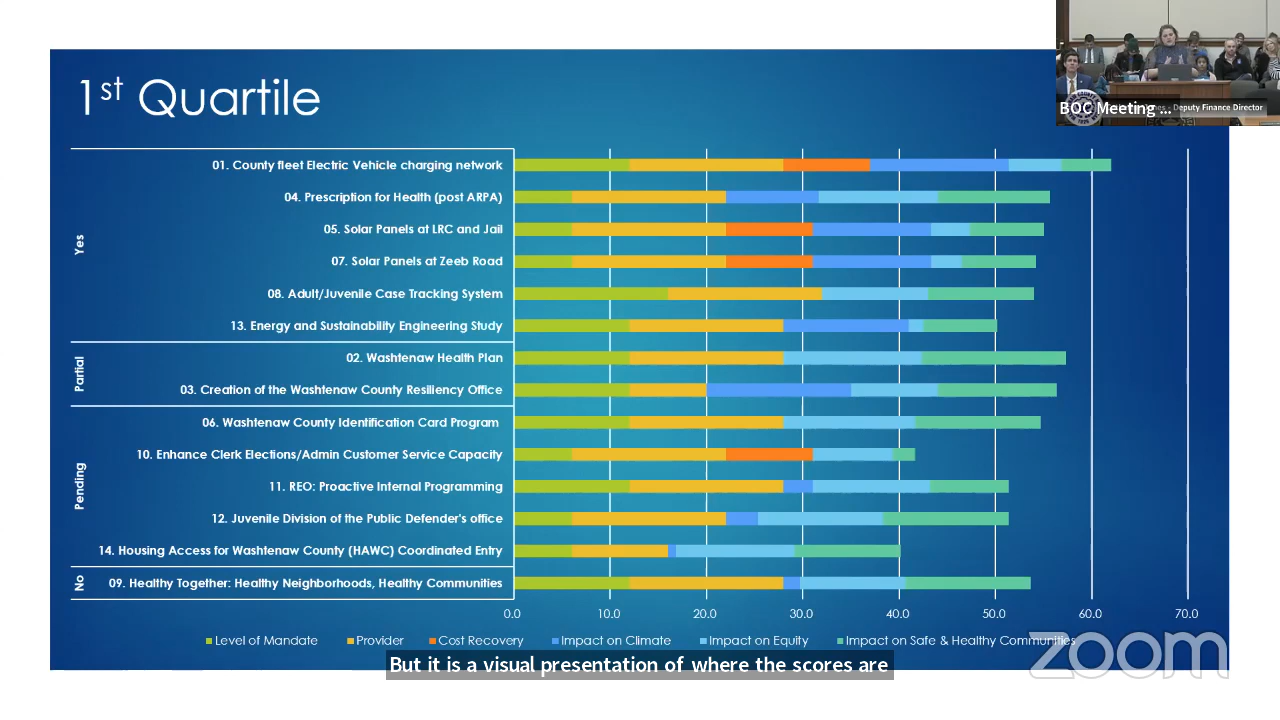 1st Quartile
BOC Meeting ...
- Deputy Finance Director
Yes
01. County fleet Electric Vehicle charging network
04. Prescription for Health (post ARPA)
05. Solar Panels at LRC and Jail
07. Solar Panels at Zeeb Road
08. Adult/Juvenile Case Tracking System
13. Energy and Sustainability Engineering Study
Partial
02. Washtenaw Health Plan
03. Creation of the Washtenaw County Resiliency Office
Pending
06. Washtenaw County Identification Card Program
10. Enhance Clerk Elections/Admin Customer Service Capacity
11. REO: Proactive Internal Programming
12. Juvenile Division of the Public Defender's office
14. Housing Access for Washtenaw County (HAWC) Coordinated Entry
No
09. Healthy Together: Healthy Neighborhoods, Healthy Communities
0.0 10.0 20.0 30.0 40.0 50.0 60.0 70.0
Level of Mandate Provider Cost Recovery Impact on Climate Impact on Equity Impact on Safe & Healthy Communities
But it is a visual presentation of where the scores are
zoom